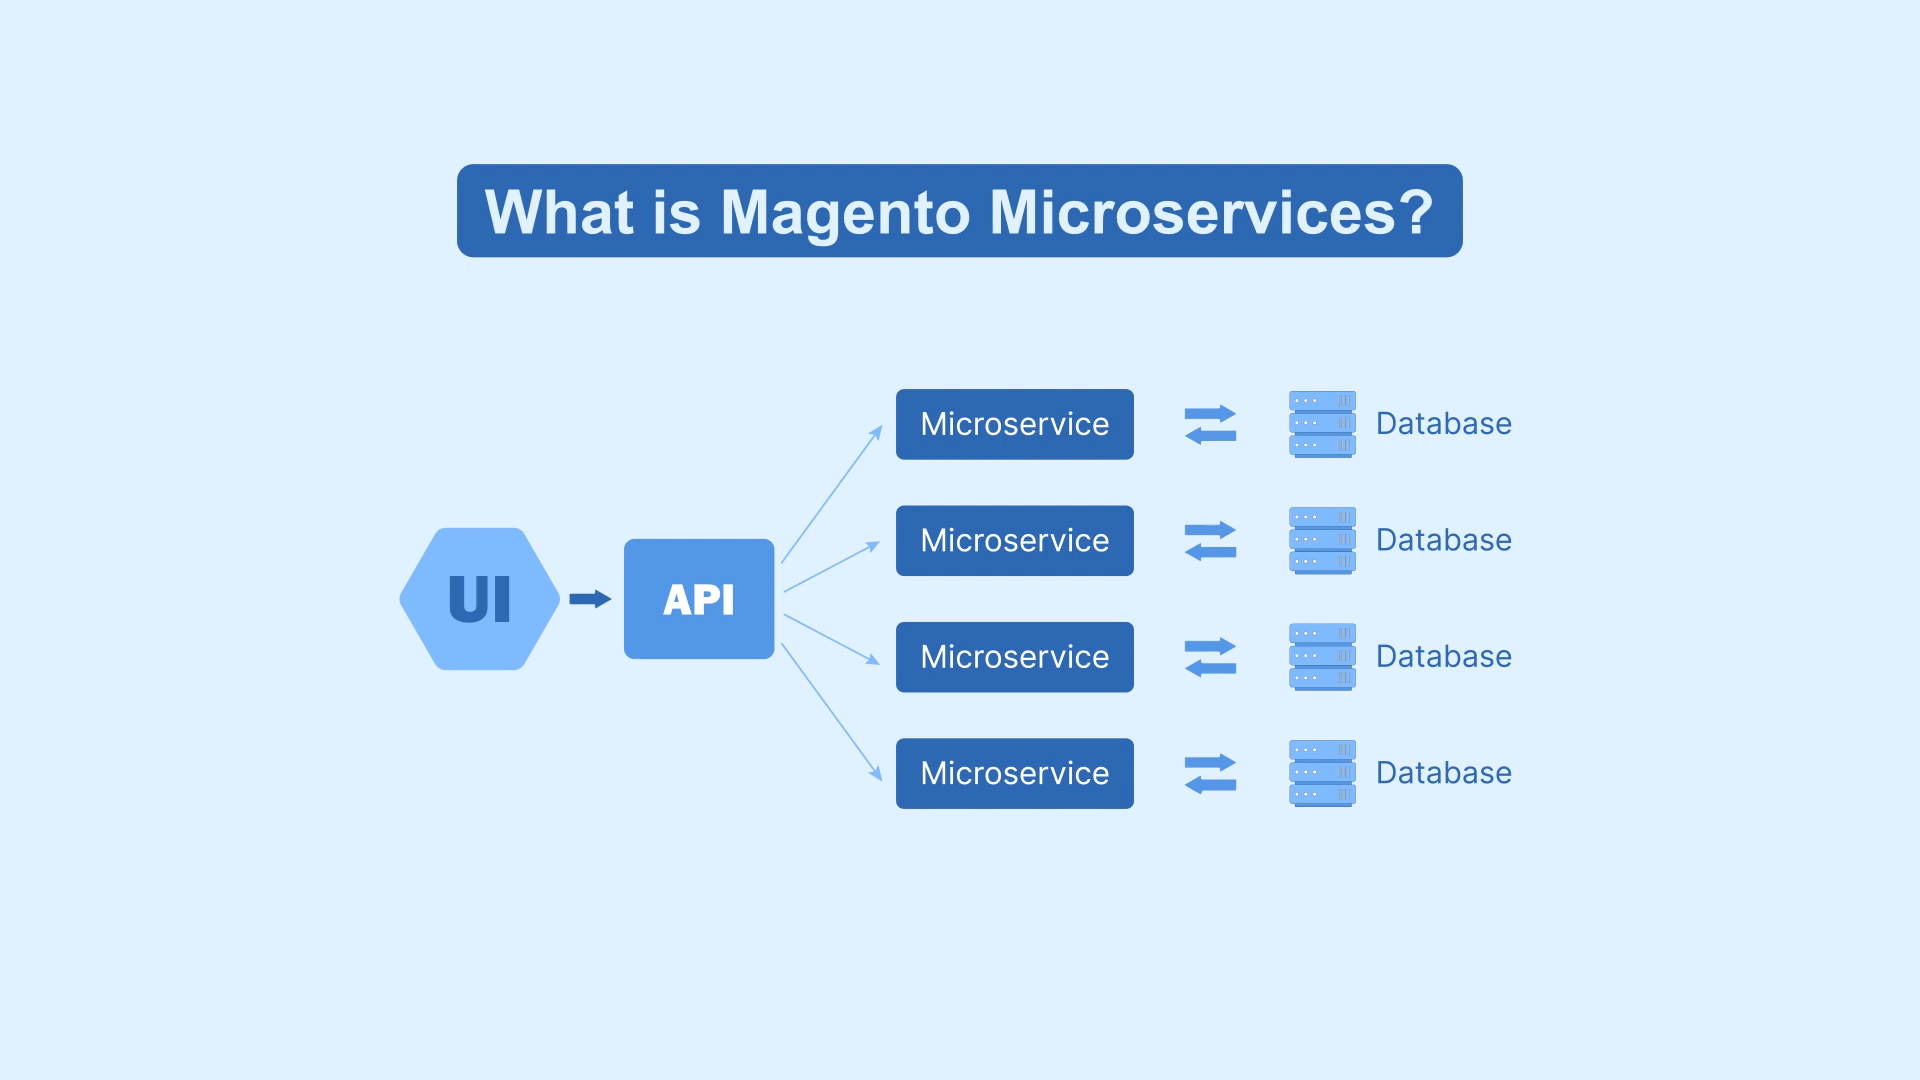 What is Magento Microservices?
UI
API
Microservice
Database
Microservice
Database
Microservice
Database
Microservice
Database